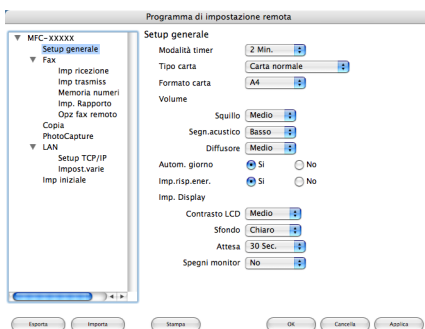 Programma di impostazione remota
MFC-XXXXX
Setup generale
Fax
Imp ricezione
Imp trasmiss
Memoria numeri
Imp. Rapporto
Opz fax remoto
Copia
PhotoCapture
LAN
Setup TCP/IP
Impost.varie
Imp iniziale
Setup generale
Modalità timer 2 Min.
Tipo carta Carta normale
Formato carta A4
Volume
Squillo Medio
Segn.acustico Basso
Diffusore Medio
Autom. giorno Si No
Imp.risp.ener. Si No
Imp. Display
Contrasto LCD Medio
Sfondo Chiaro
Attesa 30 Sec.
Spegni monitor No
Esporta Importa Stampa OK Cancella Applica